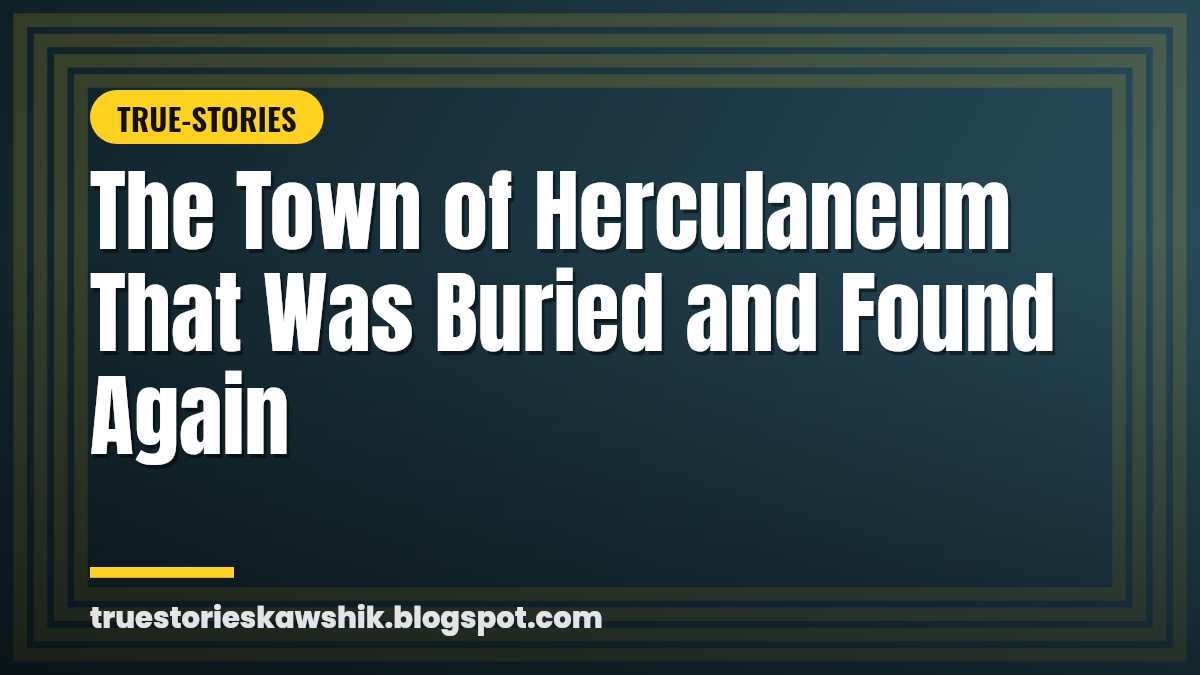 TRUE-STORIES
The Town of Herculaneum
That Was Buried and Found
Again
truestorieskawshik.blogspot.com